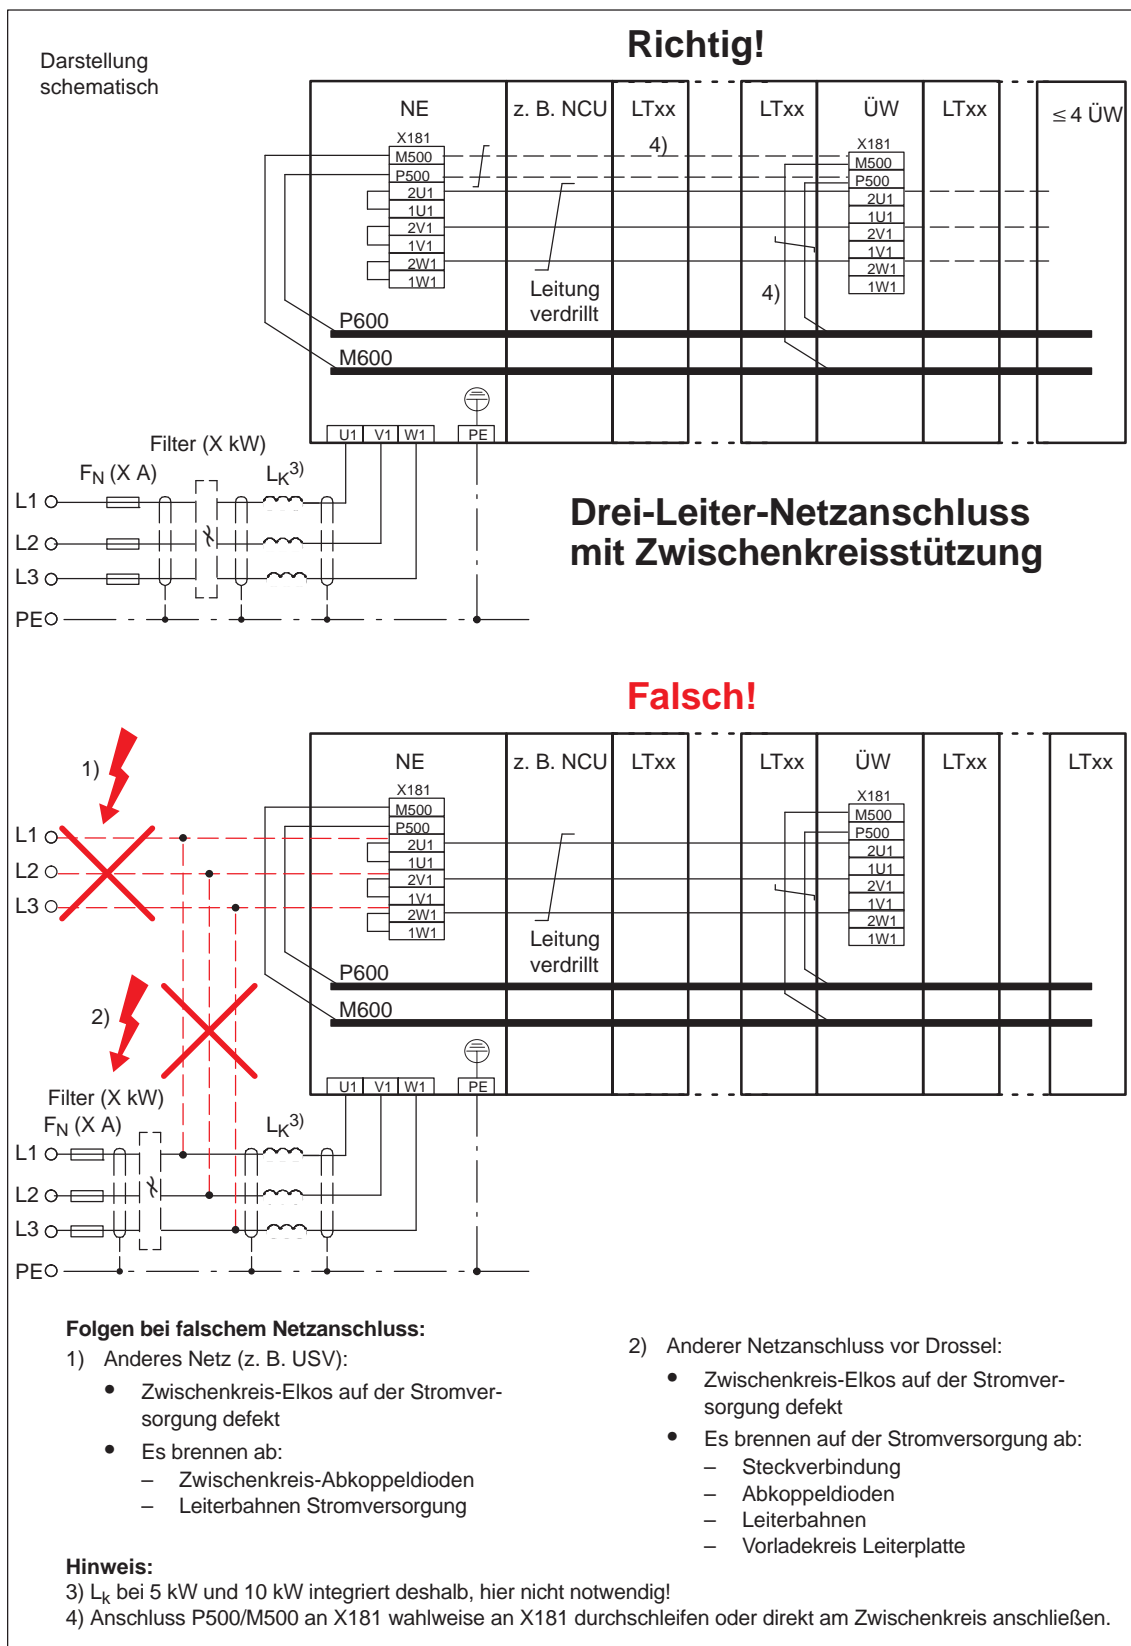 Richtig!
Darstellung
schematisch
NE
z. B. NCU
LTxx
LTxx
ÜW
LTxx
≤ 4 ÜW
X181
M500
P500
2U1
1U1
2V1
1V1
2W1
1W1
4)
X181
M500
P500
2U1
1U1
2V1
1V1
2W1
1W1
Leitung
verdrillt
4)
P600
M600
U1 V1 W1 PE
Filter (X kW)
FN (X A)
LK3)
L1
L2
L3
PE
Drei-Leiter-Netzanschluss
mit Zwischenkreisstützung
Falsch!
NE
z. B. NCU
LTxx
LTxx
ÜW
LTxx
LTxx
1)
X181
M500
P500
2U1
1U1
2V1
1V1
2W1
1W1
X181
M500
P500
2U1
1U1
2V1
1V1
2W1
1W1
L1
L2
L3
Leitung
verdrillt
P600
M600
2)
U1 V1 W1 PE
Filter (X kW)
FN (X A)
LK3)
L1
L2
L3
PE
Folgen bei falschem Netzanschluss:
1) Anderes Netz (z. B. USV):
• Zwischenkreis-Elkos auf der Stromver-
sorgung defekt
• Es brennen ab:
– Zwischenkreis-Abkoppeldioden
– Leiterbahnen Stromversorgung
2) Anderer Netzanschluss vor Drossel:
• Zwischenkreis-Elkos auf der Stromver-
sorgung defekt
• Es brennen auf der Stromversorgung ab:
– Steckverbindung
– Abkoppeldioden
– Leiterbahnen
– Vorladekreis Leiterplatte
Hinweis:
3) Lk bei 5 kW und 10 kW integriert deshalb, hier nicht notwendig!
4) Anschluss P500/M500 an X181 wahlweise an X181 durchschleifen oder direkt am Zwischenkreis anschließen.